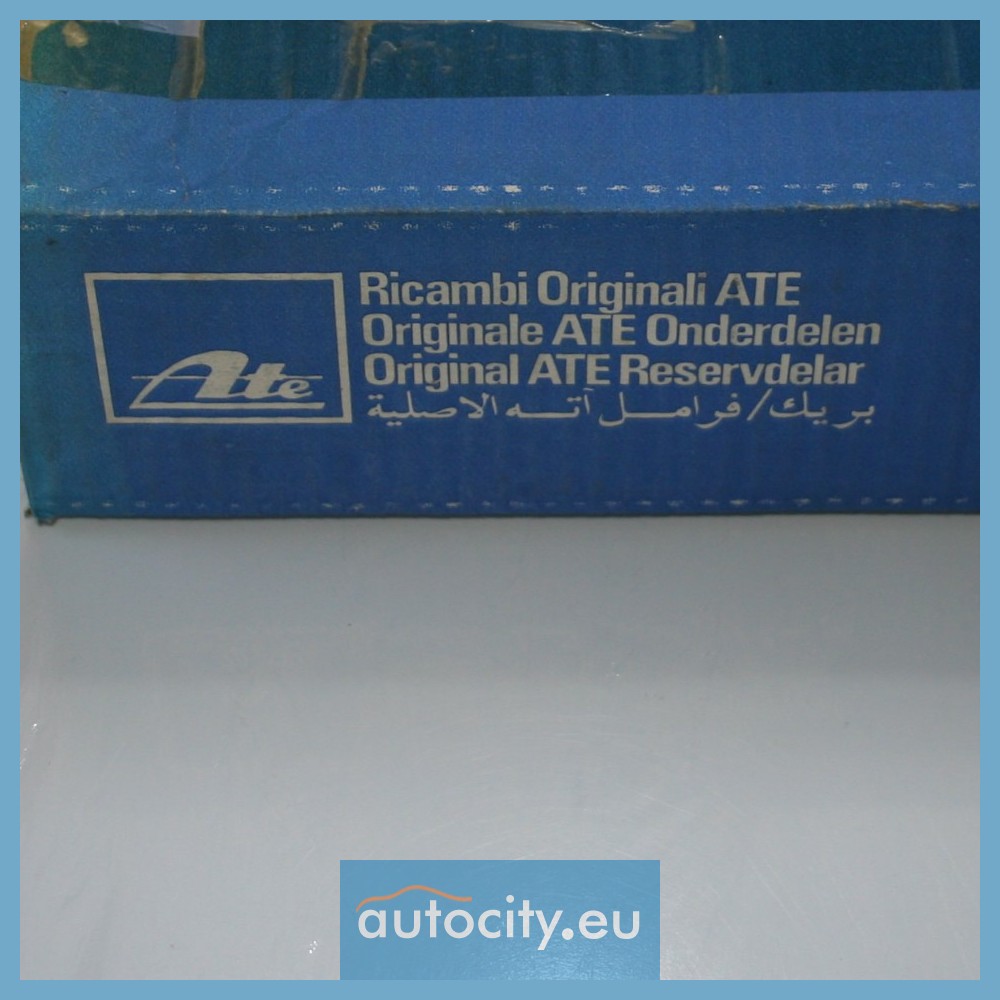 Ate
Ricambi Originali ATE
Originale ATE Onderdelen
Original ATE Reservdelar
بريك/فرامل آته الاصلية
autocity.eu